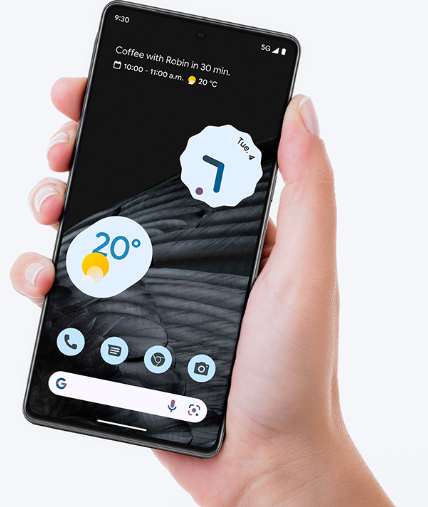 9:30
5G
Coffee with Robin in 30 min.
10:00 - 11:00 a.m. 20 °C
Tue, 4
20°
G